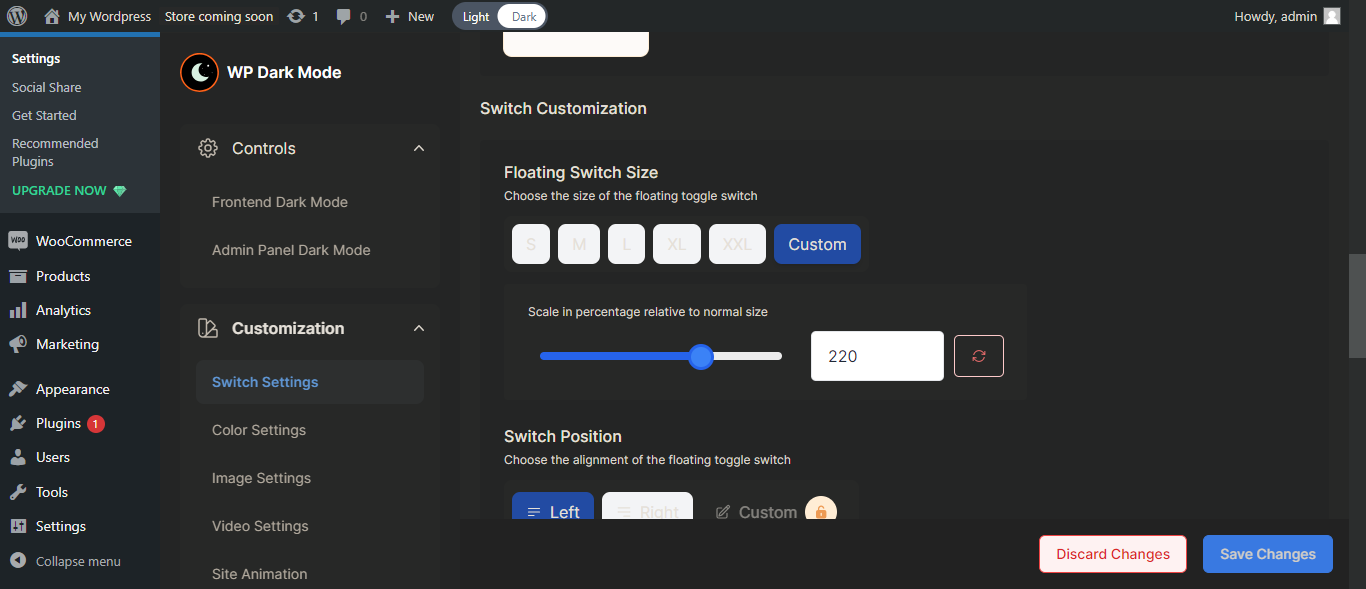 My Wordpress Store coming soon 1 0 New Light Dark Howdy, admin
Settings
Social Share
Get Started
Recommended
Plugins
UPGRADE NOW
WOO WooCommerce
Products
Analytics
Marketing
Appearance
Plugins 1
Users
Tools
Settings
Collapse menu
WP Dark Mode
Controls
Frontend Dark Mode
Admin Panel Dark Mode
Customization
Switch Settings
Color Settings
Image Settings
Video Settings
Site Animation
Switch Customization
Floating Switch Size
Choose the size of the floating toggle switch
S M L XL XXL Custom
Scale in percentage relative to normal size
220
Switch Position
Choose the alignment of the floating toggle switch
Left Right Custom
Discard Changes Save Changes